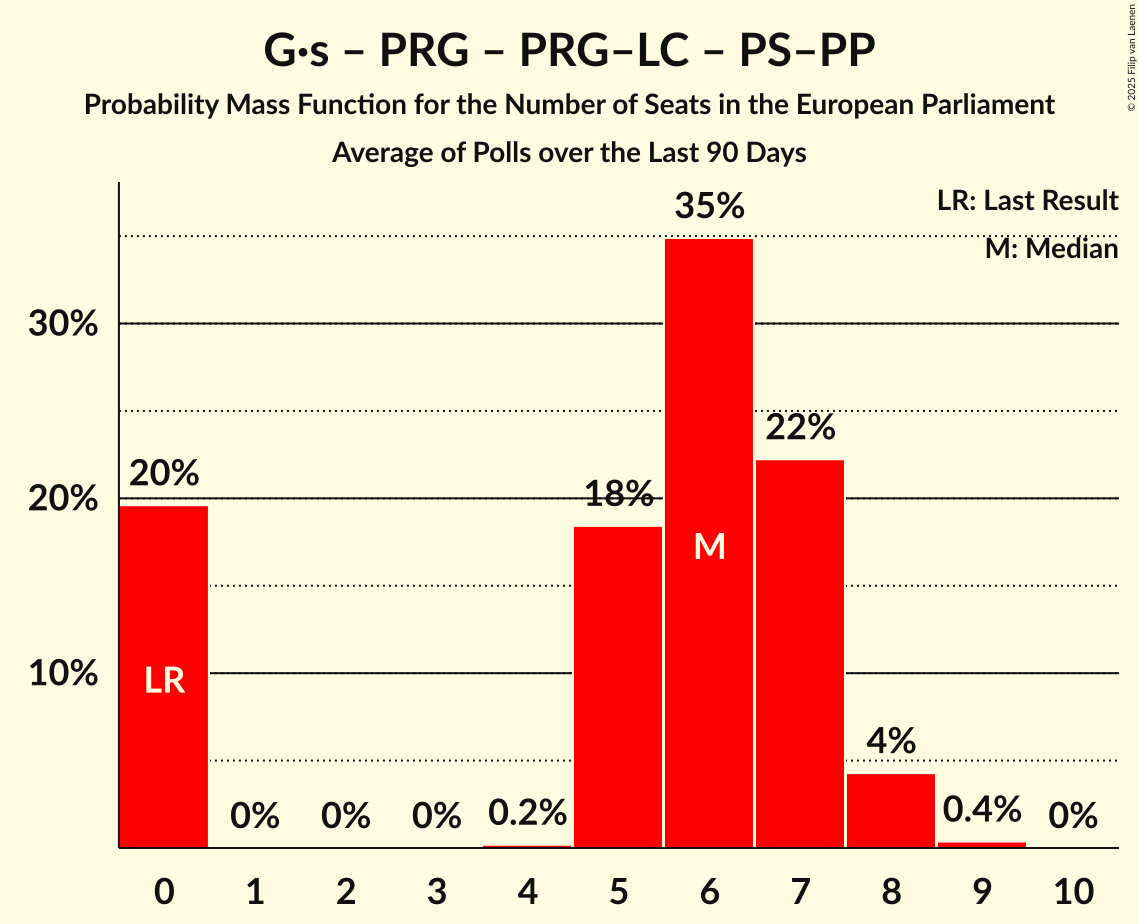 G·s – PRG – PRG–LC – PS–PP
Probability Mass Function for the Number of Seats in the European Parliament
Average of Polls over the Last 90 Days
© 2025 Filip van Laenen
LR: Last Result
M: Median
35%
30%
22%
20%
20%
18%
M
10%
LR
4%
0%
0%
0%
0.2%
0.4%
0%
0 1 2 3 4 5 6 7 8 9 10